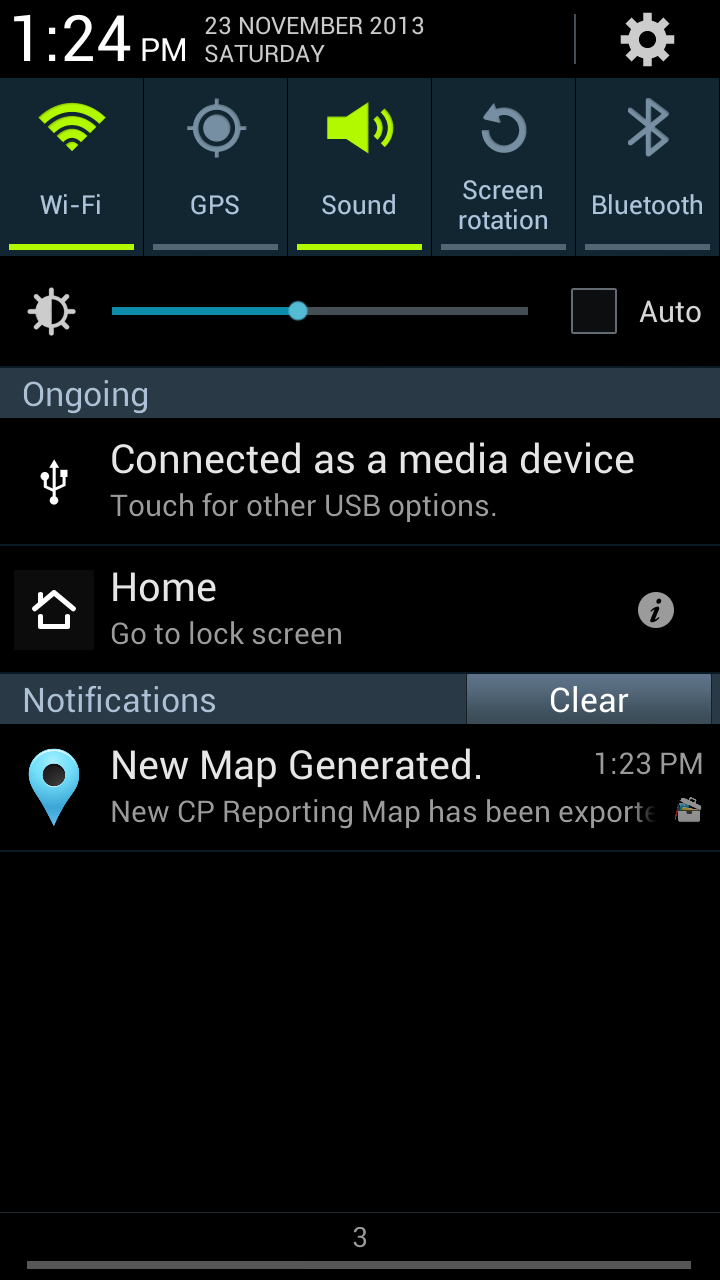 1:24 PM
23 NOVEMBER 2013
SATURDAY
Wi-Fi
GPS
Sound
Screen
rotation
Bluetooth
Auto
Ongoing
Connected as a media device
Touch for other USB options.
Home
Go to lock screen
i
Notifications
Clear
New Map Generated.
1:23 PM
New CP Reporting Map has been exporte
3